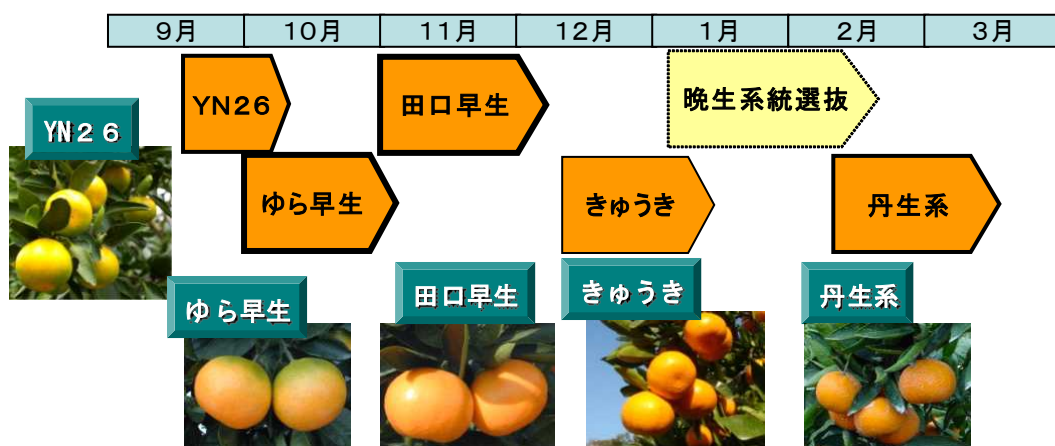 9月 10月 11月 12月 1月 2月 3月
YN26 田口早生 晩生系統選抜
YN26
ゆら早生 きゅうき 丹生系
ゆら早生 田口早生 きゅうき 丹生系